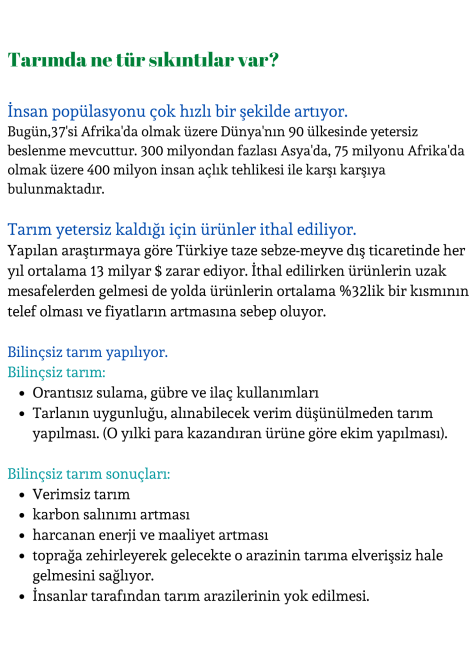 Tarımda ne tür sıkıntılar var?
İnsan popülasyonu çok hızlı bir şekilde artıyor.
Bugün,37'si Afrika'da olmak üzere Dünya'nın 90 ülkesinde yetersiz
beslenme mevcuttur. 300 milyondan fazlası Asya'da, 75 milyonu Afrika'da
olmak üzere 400 milyon insan açlık tehlikesi ile karşı karşıya
bulunmaktadır.
Tarım yetersiz kaldığı için ürünler ithal ediliyor.
Yapılan araştırmaya göre Türkiye taze sebze-meyve dış ticaretinde her
yıl ortalama 13 milyar $ zarar ediyor. İthal edilirken ürünlerin uzak
mesafelerden gelmesi de yolda ürünlerin ortalama %32lik bir kısmının
telef olması ve fiyatların artmasına sebep oluyor.
Bilinçsiz tarım yapılıyor.
Bilinçsiz tarım:
• Orantısız sulama, gübre ve ilaç kullanımları
• Tarlanın uygunluğu, alınabilecek verim düşünülmeden tarım
yapılması. (O yılki para kazandıran ürüne göre ekim yapılması).
Bilinçsiz tarım sonuçları:
• Verimsiz tarım
• karbon salınımı artması
• harcanan enerji ve maaliyet artması
• toprağa zehirleyerek gelecekte o arazinin tarıma elverişsiz hale
gelmesini sağlıyor.
• İnsanlar tarafından tarım arazilerinin yok edilmesi.